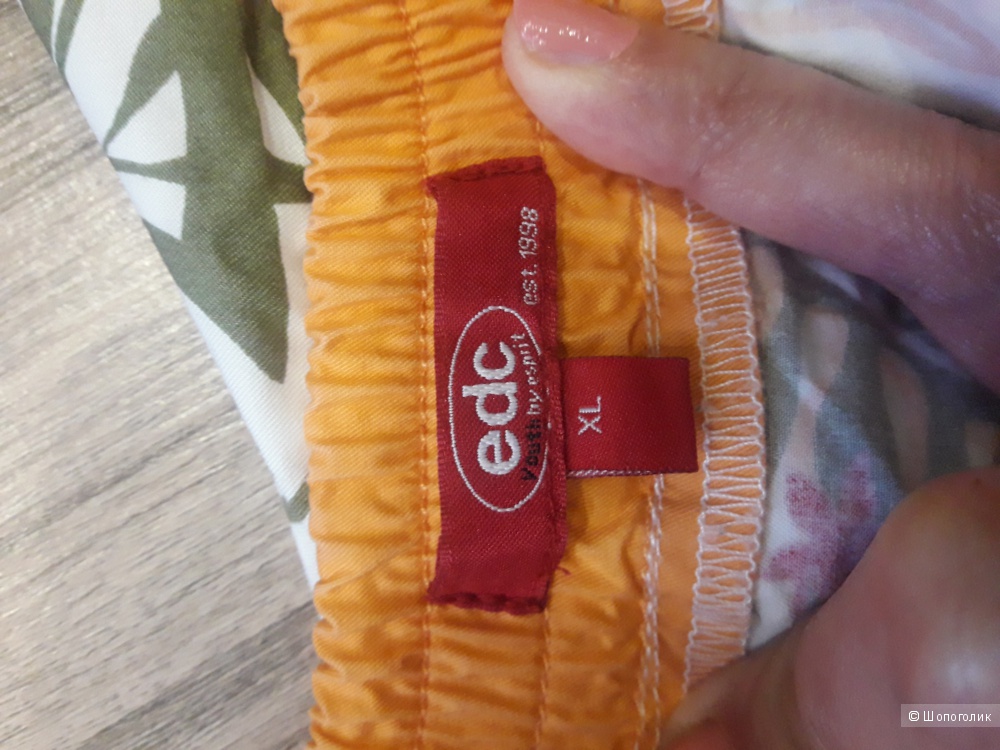 edc
Youth by esprit
est. 1998
XL
© Шопоголик